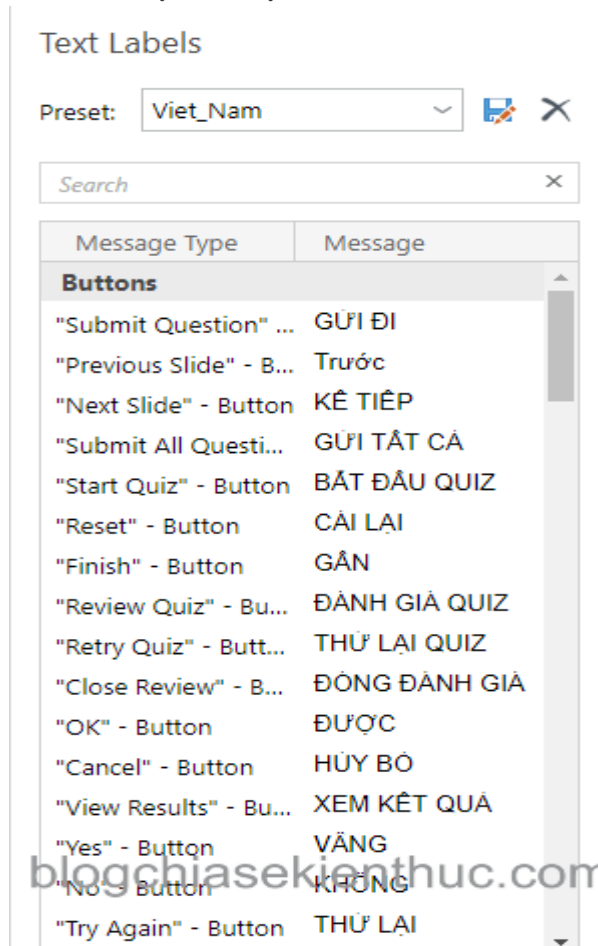 Text Labels
Preset: Viet_Nam
Search
Message Type Message
Buttons
"Submit Question" ... GỬI ĐI
"Previous Slide" - B... Trước
"Next Slide" - Button KẾ TIẾP
"Submit All Questi... GỬI TẤT CẢ
"Start Quiz" - Button BẮT ĐẦU QUIZ
"Reset" - Button CÀI LẠI
"Finish" - Button GẦN
"Review Quiz" - Bu... ĐÁNH GIÁ QUIZ
"Retry Quiz" - Butt... THỬ LẠI QUIZ
"Close Review" - B... ĐÓNG ĐÁNH GIÁ
"OK" - Button ĐƯỢC
"Cancel" - Button HỦY BỎ
"View Results" - Bu... XEM KẾT QUẢ
"Yes" - Button VÂNG
"No" - Button KHÔNG
blogchiasekienthuc.com
"Try Again" - Button THỬ LẠI